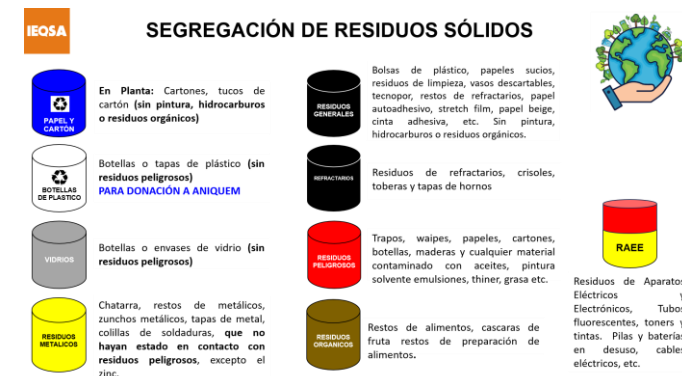 IEQSA
SEGREGACIÓN DE RESIDUOS SÓLIDOS
PAPEL Y
CARTÓN
En Planta: Cartones, tucos de
cartón (sin pintura, hidrocarburos
o residuos orgánicos)
BOTELLAS
DE PLASTICO
Botellas o tapas de plástico (sin
residuos peligrosos)
PARA DONACIÓN A ANIQUEM
VIDRIOS
Botellas o envases de vidrio (sin
residuos peligrosos)
RESIDUOS
METALICOS
Chatarra, restos de metálicos,
zunchos metálicos, tapas de metal,
colillas de soldaduras, que no
hayan estado en contacto con
residuos peligrosos, excepto el
zinc.
RESIDUOS
GENERALES
Bolsas de plástico, papeles sucios,
residuos de limpieza, vasos descartables,
tecnopor, restos de refractarios, papel
autoadhesivo, stretch film, papel beige,
cinta adhesiva, etc. Sin pintura,
hidrocarburos o residuos orgánicos.
REFRACTARIOS
Residuos de refractarios, crisoles,
toberas y tapas de hornos
RESIDUOS
PELIGROSOS
Trapos, waipes, papeles, cartones,
botellas, maderas y cualquier material
contaminado con aceites, pintura
solvente emulsiones, thiner, grasa etc.
RESIDUOS
ORGANICOS
Restos de alimentos, cascaras de
fruta restos de preparación de
alimentos.
RAEE
Residuos de Aparatos
Eléctricos y
Electrónicos, Tubos
fluorescentes, toners y
tintas. Pilas y baterías
en desuso, cables
eléctricos, etc.